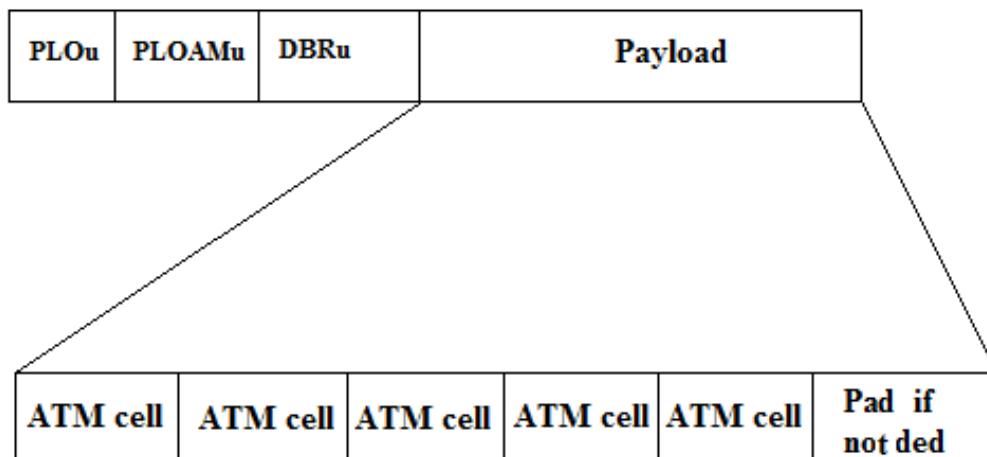 PLOu PLOAMu DBRu Payload
ATM cell ATM cell ATM cell ATM cell ATM cell Pad if
not ded